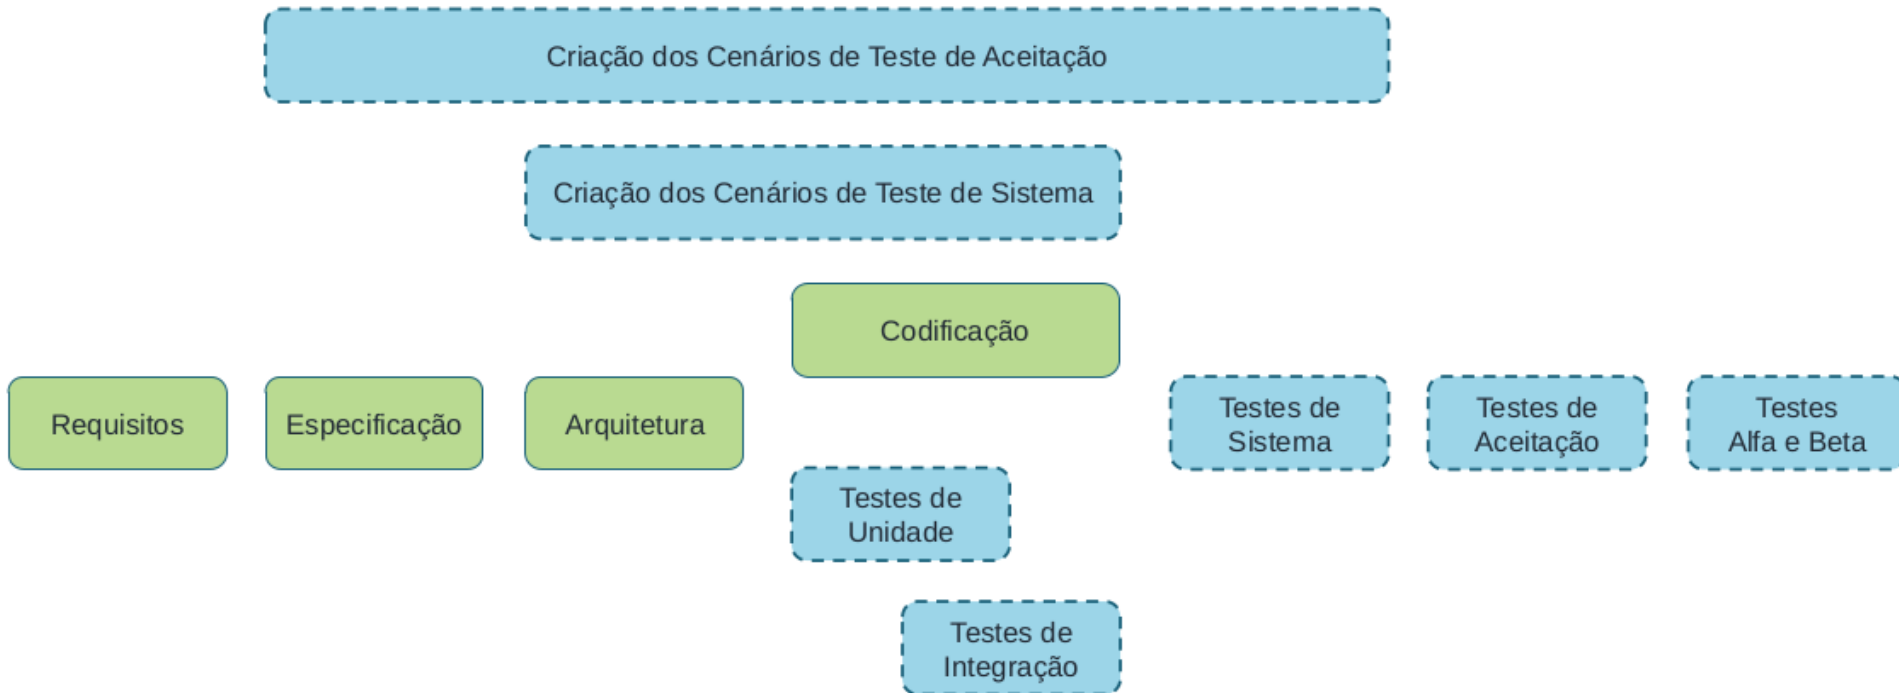 Criação dos Cenários de Teste de Aceitação
Criação dos Cenários de Teste de Sistema
Codificação
Requisitos
Especificação
Arquitetura
Testes de
Sistema
Testes de
Aceitação
Testes
Alfa e Beta
Testes de
Unidade
Testes de
Integração